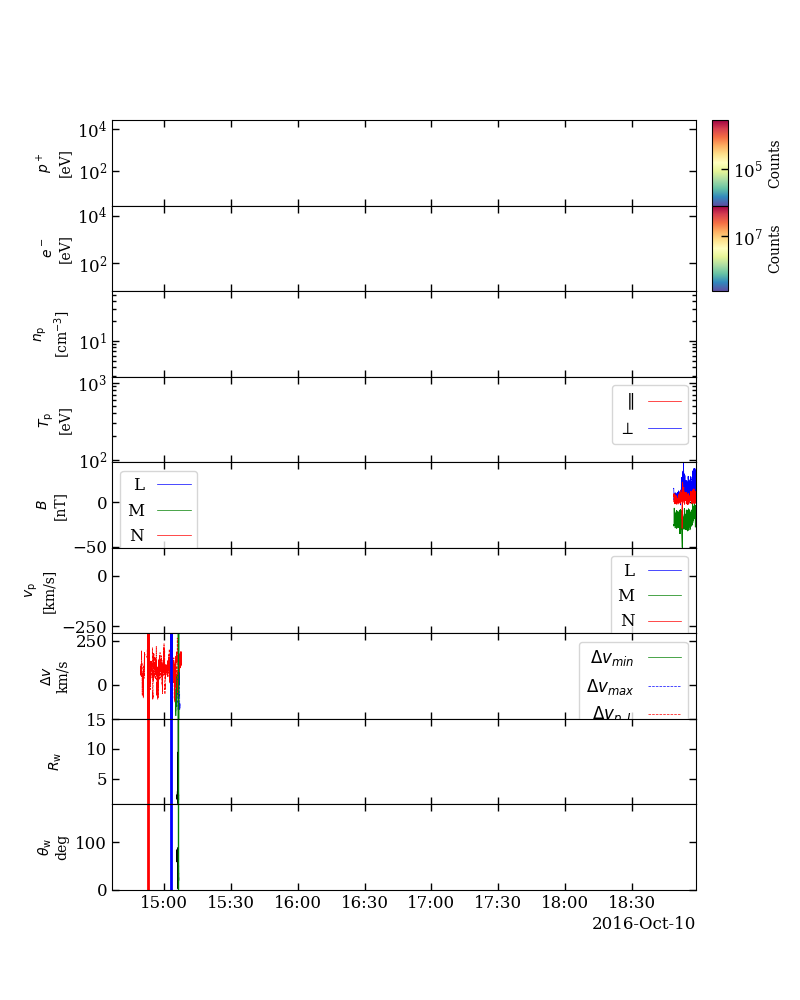 10^4
10^2
p^+
[eV]
10^5
Counts
10^4
10^2
e^−
[eV]
10^7
Counts
10^1
n_p
[cm^−3]
10^3
10^2
T_p
[eV]
∥
⊥
0
−50
B
[nT]
L
M
N
0
−250
v_p
[km/s]
L
M
N
250
0
Δv
km/s
Δv_min
Δv_max
15
10
5
R_w
100
0
θ_w
deg
15:00 15:30 16:00 16:30 17:00 17:30 18:00 18:30
2016-Oct-10